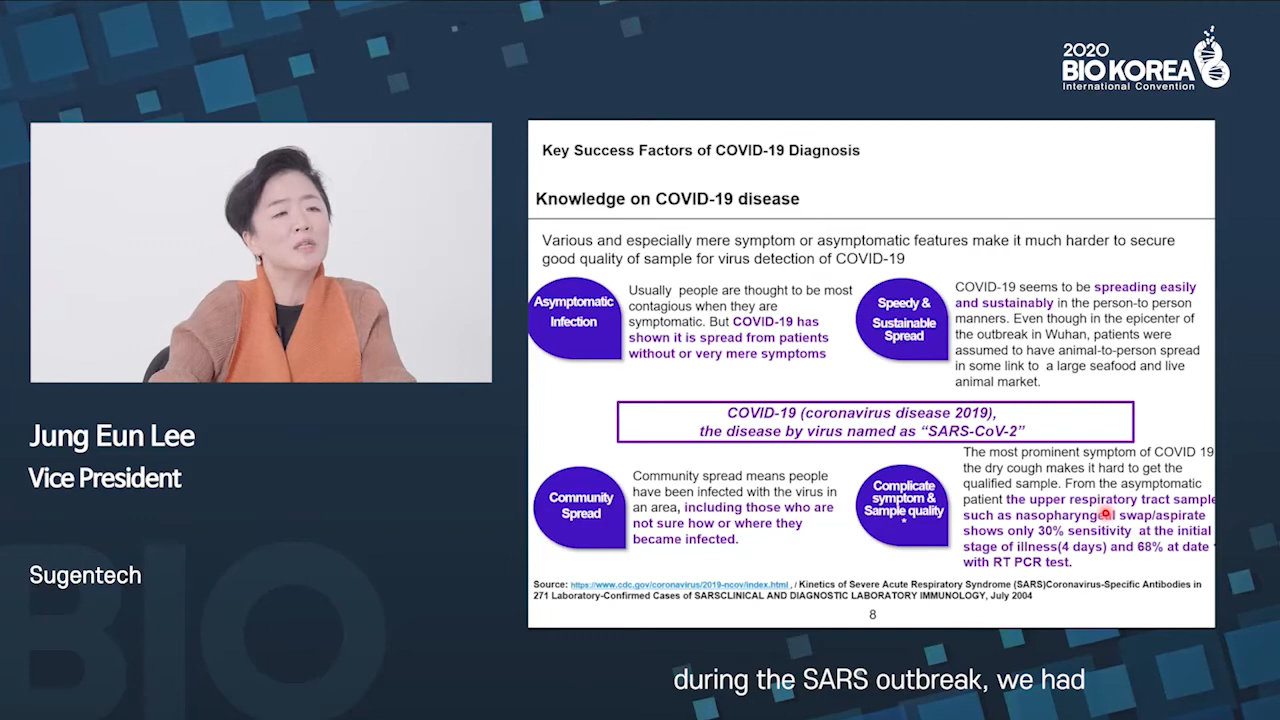 2020
BIO KOREA
International Convention
Key Success Factors of COVID-19 Diagnosis
Knowledge on COVID-19 disease
Various and especially mere symptom or asymptomatic features make it much harder to secure
good quality of sample for virus detection of COVID-19
Asymptomatic
Infection
Usually people are thought to be most
contagious when they are
symptomatic. But COVID-19 has
shown it is spread from patients
without or very mere symptoms
Speedy &
Sustainable
Spread
COVID-19 seems to be spreading easily
and sustainably in the person-to person
manners. Even though in the epicenter of
the outbreak in Wuhan, patients were
assumed to have animal-to-person spread
in some link to a large seafood and live
animal market.
COVID-19 (coronavirus disease 2019),
the disease by virus named as “SARS-CoV-2”
Community
Spread
Community spread means people
have been infected with the virus in
an area, including those who are
not sure how or where they
became infected.
Complicate
symptom &
Sample quality
*
The most prominent symptom of COVID 19
the dry cough makes it hard to get the
qualified sample. From the asymptomatic
patient the upper respiratory tract sample
such as nasopharyngeal swap/aspirate
shows only 30% sensitivity at the initial
stage of illness(4 days) and 68% at date
with RT PCR test.
Source: https://www.cdc.gov/coronavirus/2019-ncov/index.html , / Kinetics of Severe Acute Respiratory Syndrome (SARS)Coronavirus-Specific Antibodies in
271 Laboratory-Confirmed Cases of SARSCLINICAL AND DIAGNOSTIC LABORATORY IMMUNOLOGY, July 2004
8
Jung Eun Lee
Vice President
Sugentech
BIO
during the SARS outbreak, we had